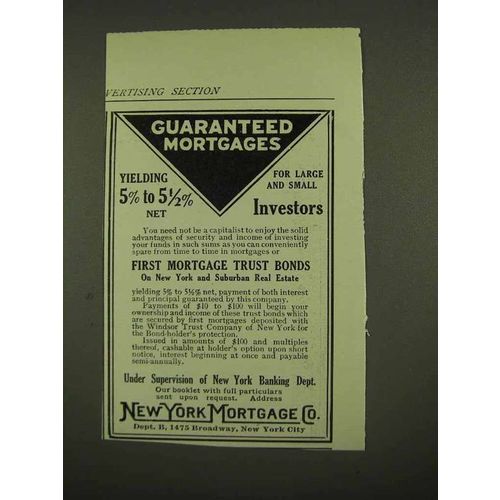 VERTISING SECTION
GUARANTEED
MORTGAGES
YIELDING
5% to 5½%
NET
FOR LARGE
AND SMALL
Investors
You need not be a capitalist to enjoy the solid
advantages of security and income of investing
your funds in such sums as you can conveniently
spare from time to time in mortgages or
FIRST MORTGAGE TRUST BONDS
On New York and Suburban Real Estate
yielding 5% to 5½% net, payment of both interest
and principal guaranteed by this company.
Payments of $10 to $100 will begin your
ownership and income of these trust bonds which
are secured by first mortgages deposited with
the Windsor Trust Company of New York for
the Bond-holder's protection.
Issued in amounts of $100 and multiples
thereof, cashable at holder's option upon short
notice, interest beginning at once and payable
semi-annually.
Under Supervision of New York Banking Dept.
Our booklet with full particulars
sent upon request. Address
NEW YORK MORTGAGE CO.
Dept. B, 1475 Broadway, New York City